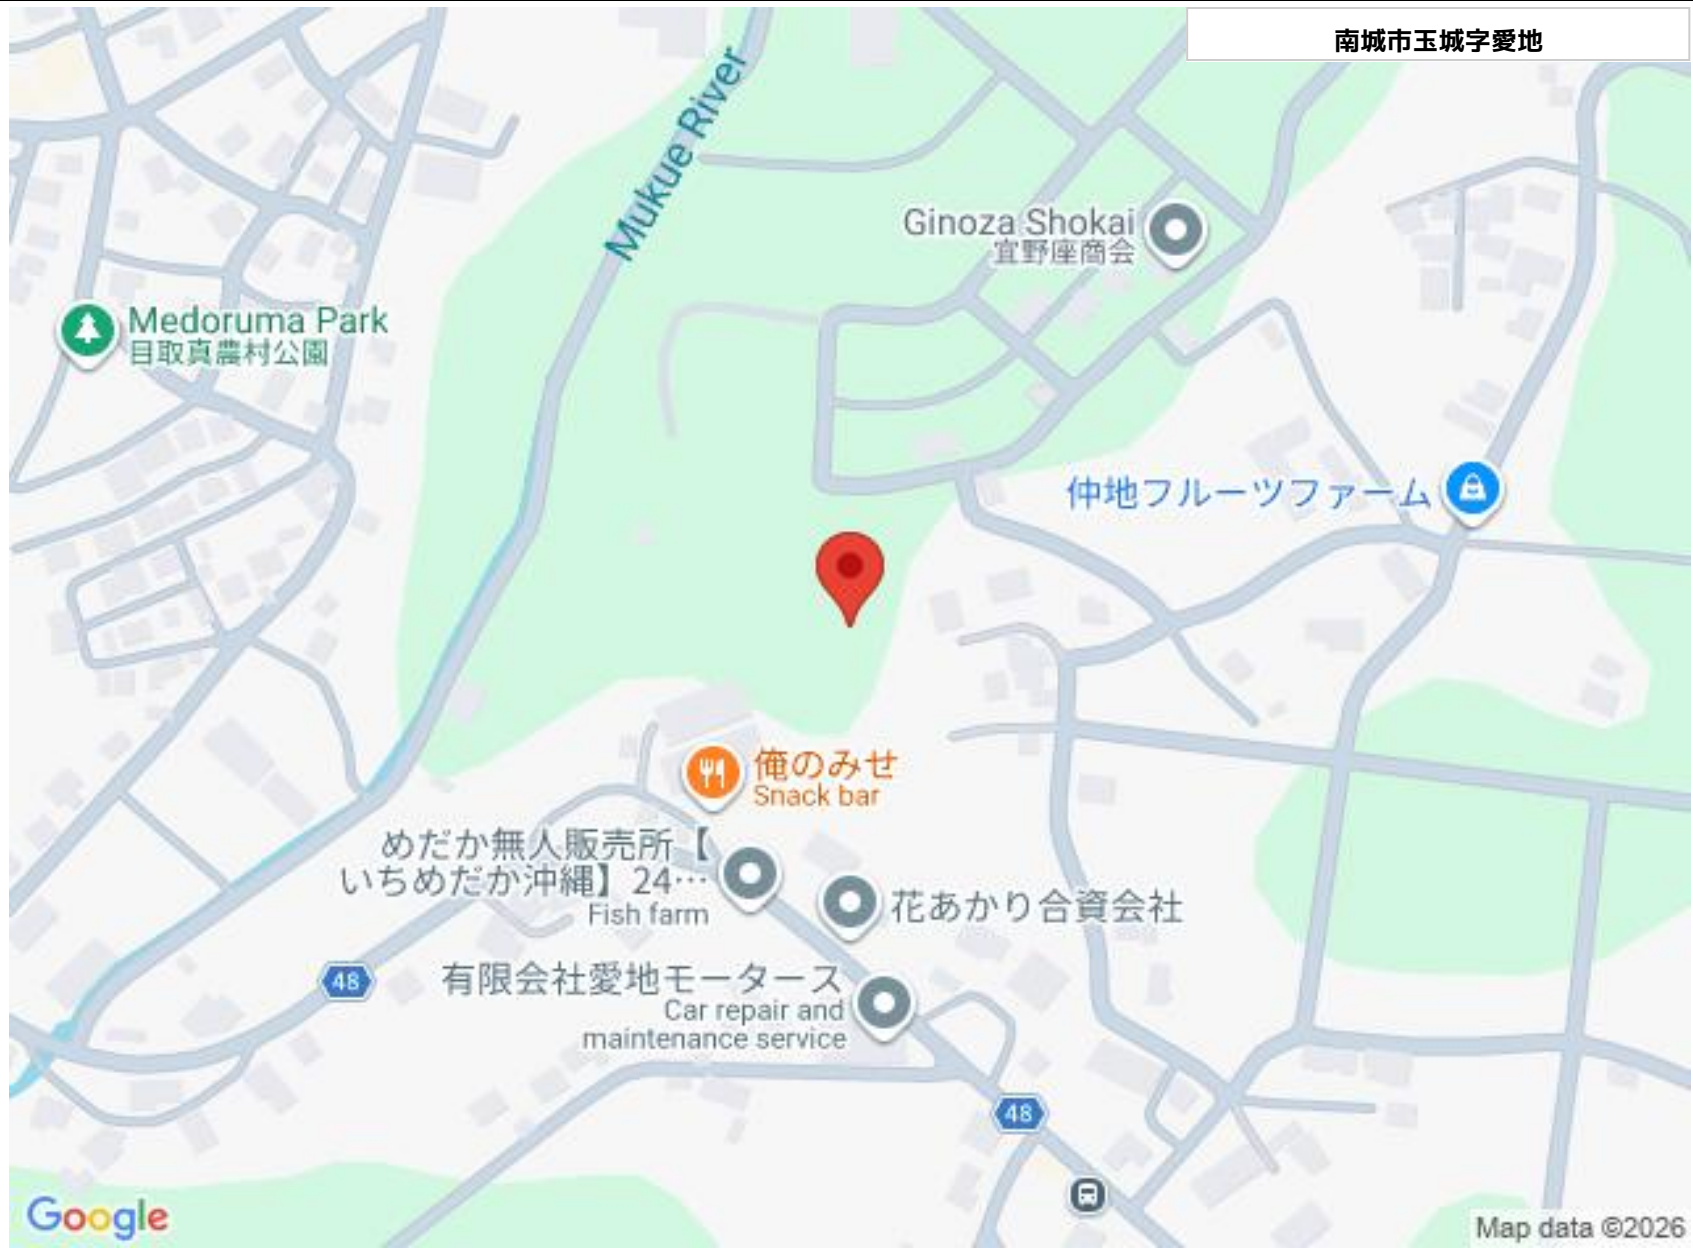 南城市玉城字愛地
Mukue River
Ginoza Shokai
宜野座商会
Medoruma Park
目取真農村公園
仲地フルーツファーム
俺のみせ
Snack bar
めだか無人販売所【
いちめだか沖縄】24…
Fish farm
花あかり合資会社
48
有限会社愛地モータース
Car repair and
maintenance service
48
Google
Map data ©2026